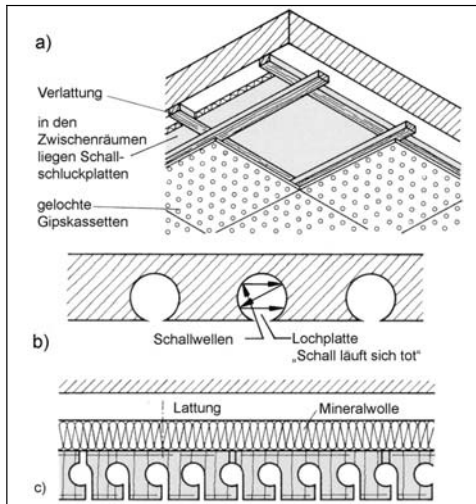 a)
Verlattung
in den
Zwischenräumen
liegen Schall-
schluckplatten
gelochte
Gipskassetten
b)
Schallwellen
Lochplatte
„Schall läuft sich tot“
Lattung
Mineralwolle
c)